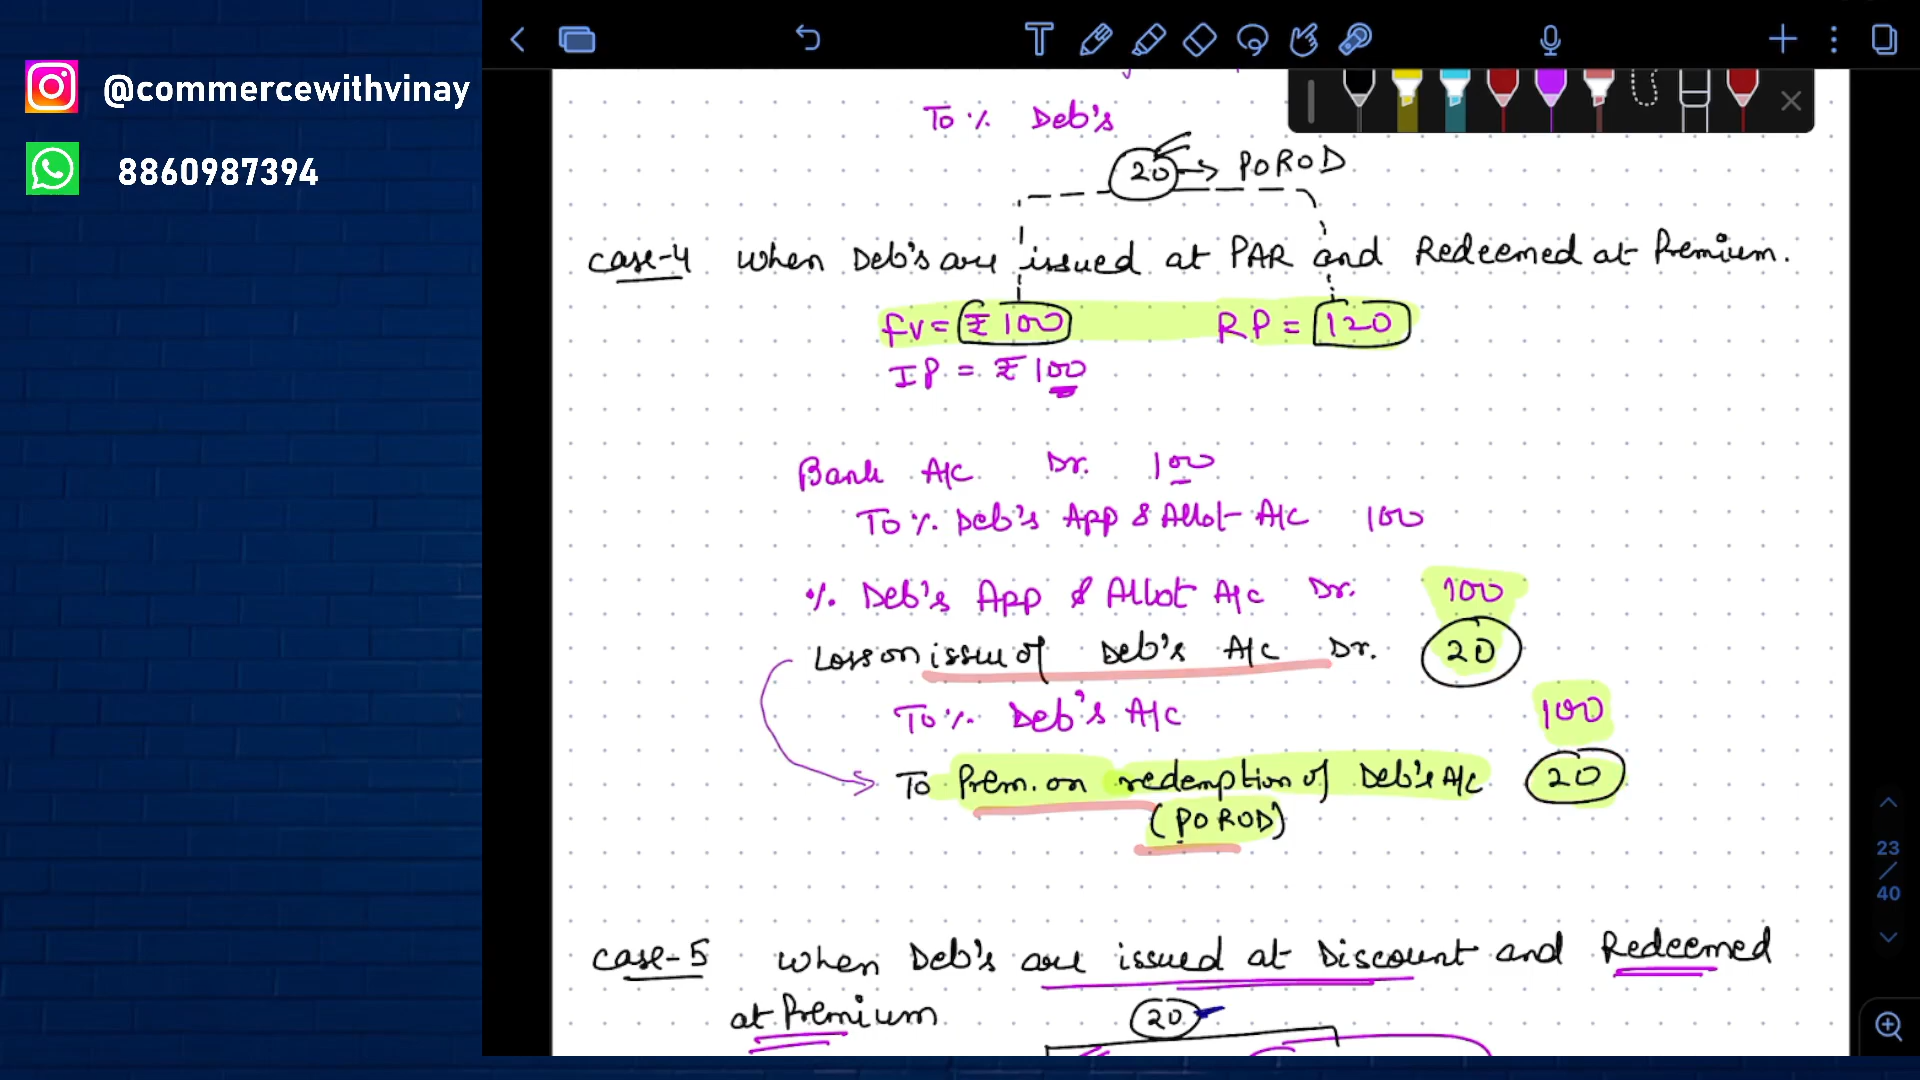 @commercewithvinay
8860987394
To % Deb's
20 → POROD
case-4 when Deb's are issued at PAR and Redeemed at Premium.
FV = ₹ 100 RP = 120
IP = ₹ 100
Bank A/c Dr. 100
To % Deb's App & Allot A/c 100
% Deb's App & Allot A/c Dr. 100
Loss on issue of Deb's A/c Dr. 20
To % Deb's A/c 100
To Prem. on redemption of Deb's A/c 20
(POROD)
case-5 when Deb's are issued at Discount and Redeemed
at Premium
20
23
/
40